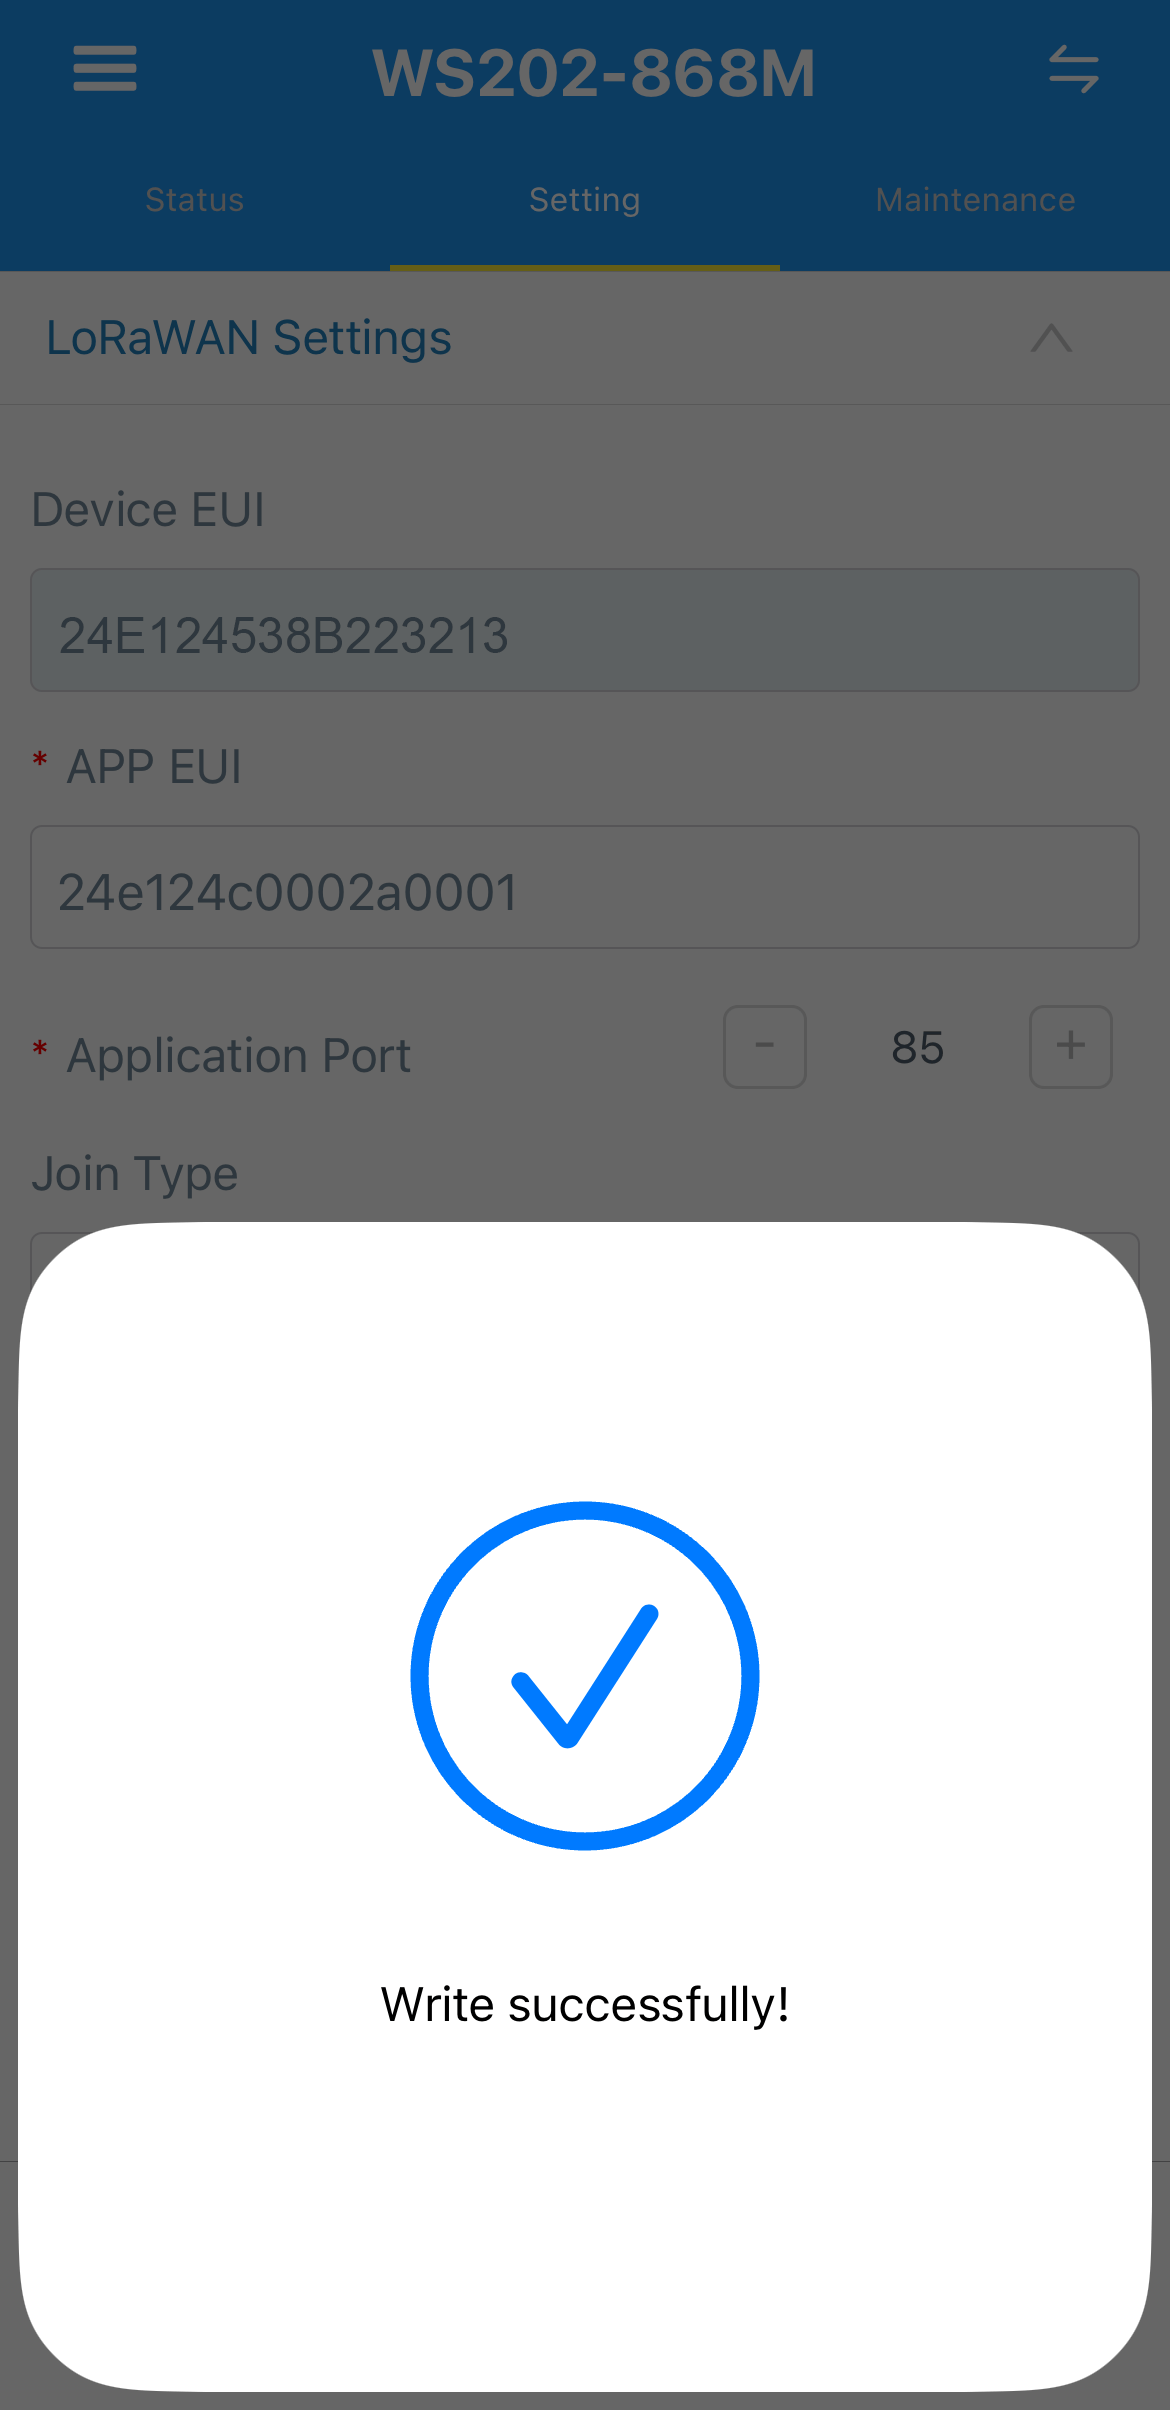 WS202-868M
Status Setting Maintenance
LoRaWAN Settings
Device EUI
24E124538B223213
* APP EUI
24e124c0002a0001
* Application Port - 85 +
Join Type
Write successfully!